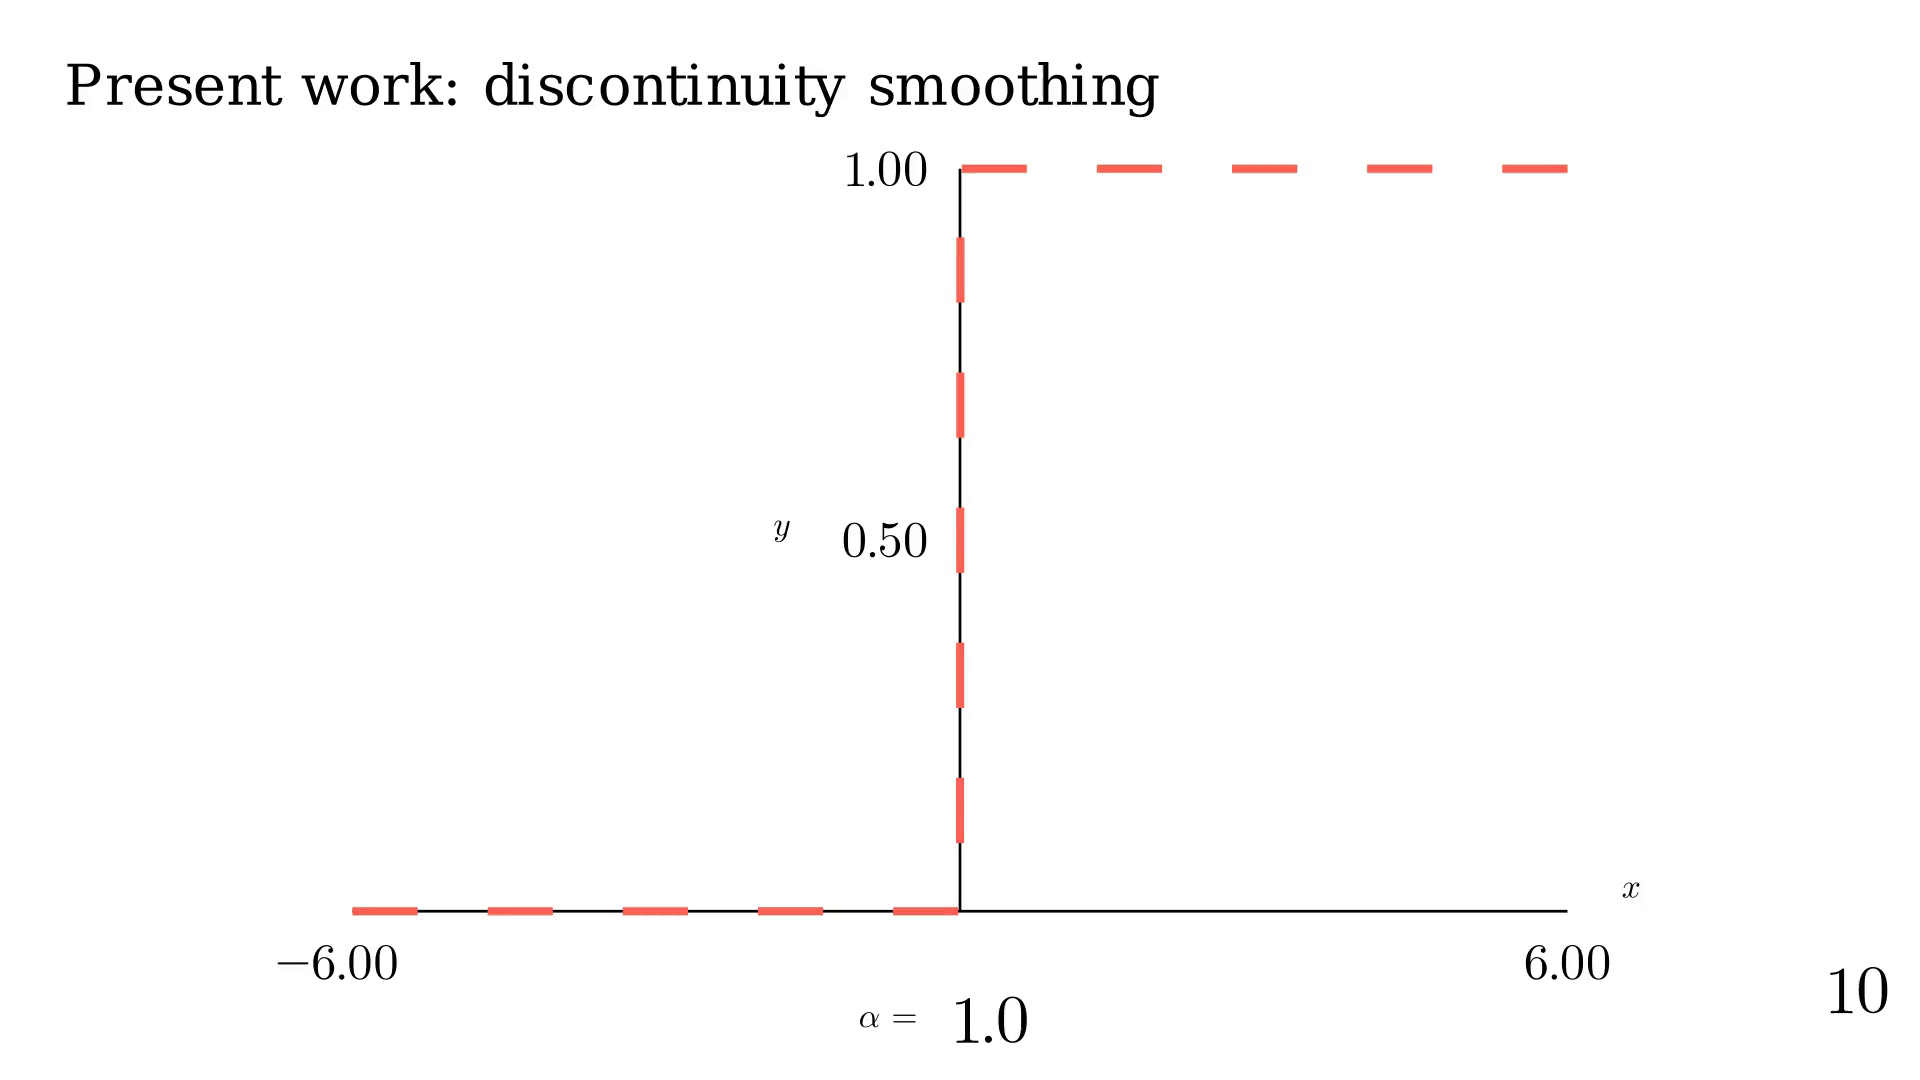 Present work: discontinuity smoothing
1.00
y 0.50
x
−6.00 6.00
10
α = 1.0